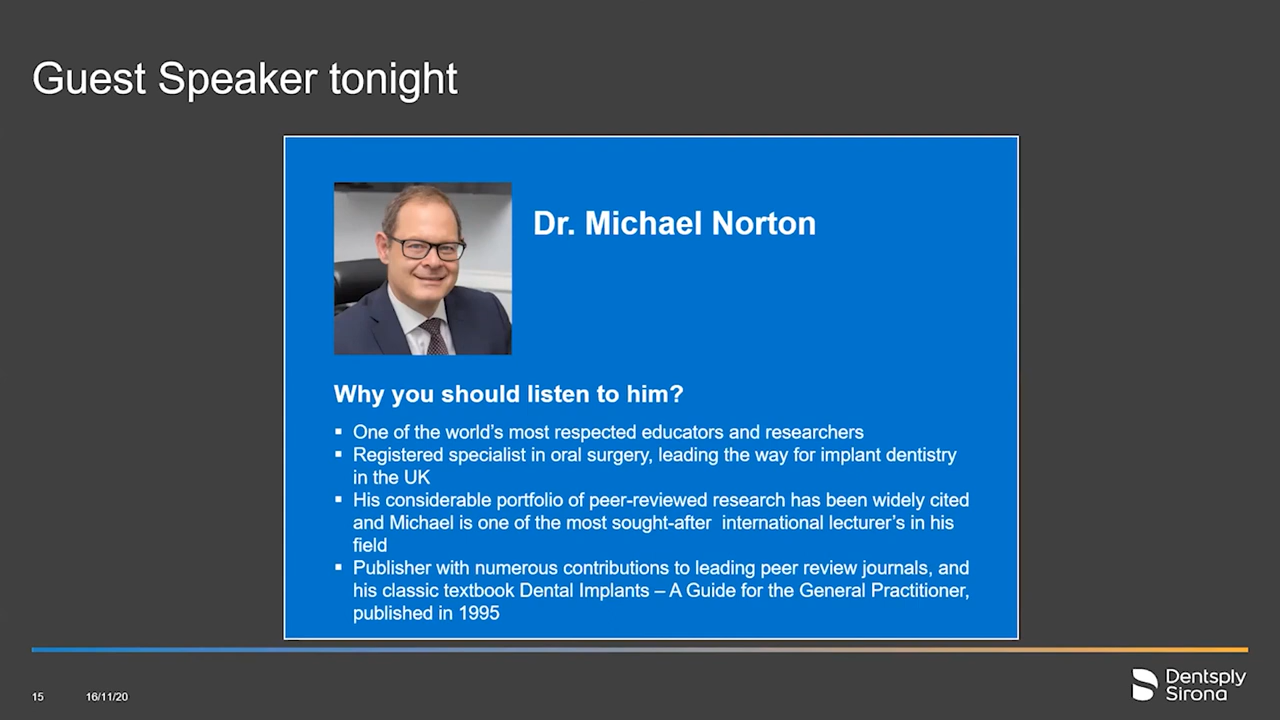 Guest Speaker tonight
Dr. Michael Norton
Why you should listen to him?
▪ One of the world's most respected educators and researchers
▪ Registered specialist in oral surgery, leading the way for implant dentistry
in the UK
▪ His considerable portfolio of peer-reviewed research has been widely cited
and Michael is one of the most sought-after  international lecturer's in his
field
▪ Publisher with numerous contributions to leading peer review journals, and
his classic textbook Dental Implants – A Guide for the General Practitioner,
published in 1995
15 16/11/20
Dentsply
Sirona